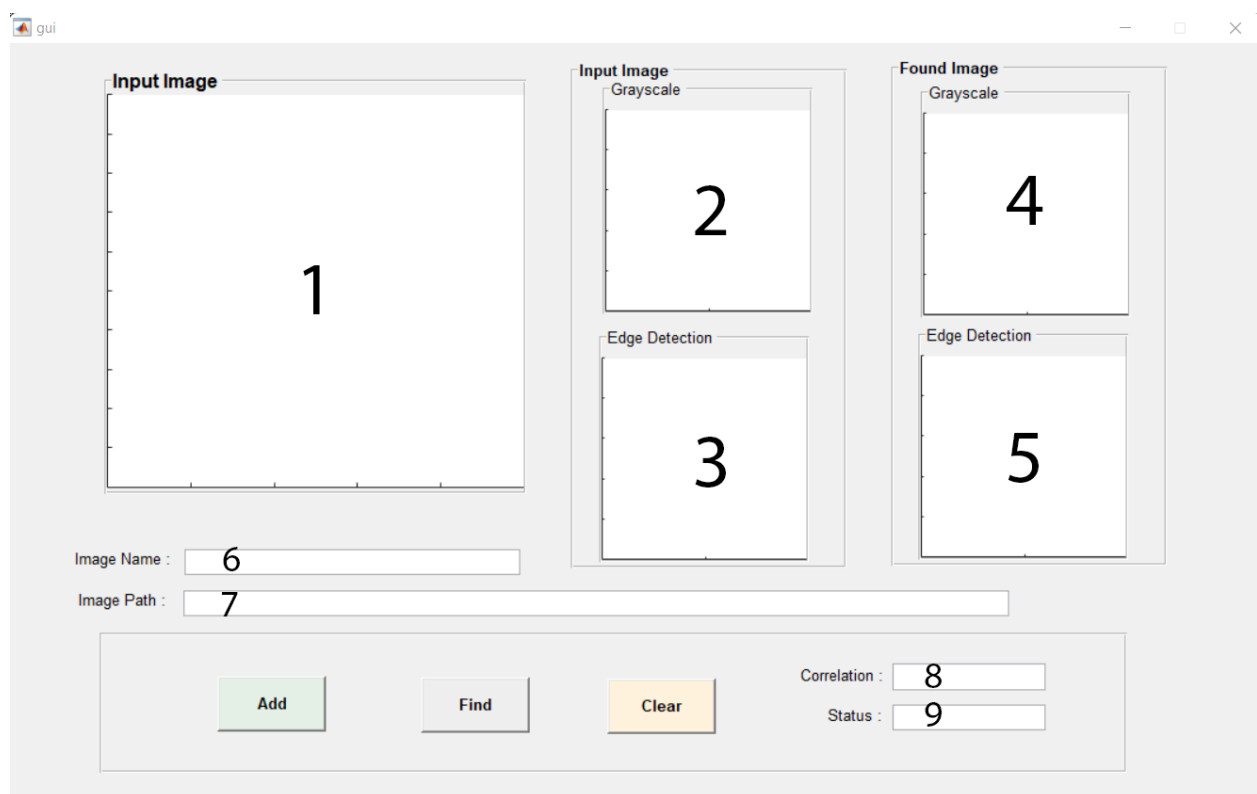 gui
Input Image
1
Input Image
Grayscale
2
Edge Detection
3
Found Image
Grayscale
4
Edge Detection
5
Image Name : 6
Image Path : 7
Add
Find
Clear
Correlation : 8
Status : 9